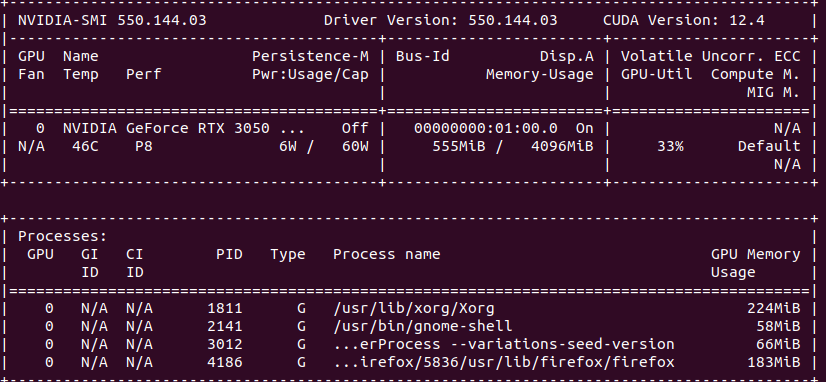 +-----------------------------------------------------------------------------------------+
| NVIDIA-SMI 550.144.03             Driver Version: 550.144.03     CUDA Version: 12.4     |
|-----------------------------------------+------------------------+----------------------+
| GPU  Name                 Persistence-M | Bus-Id          Disp.A | Volatile Uncorr. ECC |
| Fan  Temp   Perf          Pwr:Usage/Cap |           Memory-Usage | GPU-Util  Compute M. |
|                                         |                        |               MIG M. |
|=========================================+========================+======================|
|   0  NVIDIA GeForce RTX 3050 ...    Off |   00000000:01:00.0  On |                  N/A |
| N/A   46C    P8              6W /   60W |     555MiB /   4096MiB |     33%      Default |
|                                         |                        |                  N/A |
+-----------------------------------------+------------------------+----------------------+
+-----------------------------------------------------------------------------------------+
| Processes:                                                                              |
|  GPU   GI   CI        PID   Type   Process name                              GPU Memory |
|        ID   ID                                                               Usage      |
|=========================================================================================|
|    0   N/A  N/A      1811      G   /usr/lib/xorg/Xorg                            224MiB |
|    0   N/A  N/A      2141      G   /usr/bin/gnome-shell                           58MiB |
|    0   N/A  N/A      3012      G   ...erProcess --variations-seed-version         66MiB |
|    0   N/A  N/A      4186      G   ...irefox/5836/usr/lib/firefox/firefox        183MiB |
+-----------------------------------------------------------------------------------------+